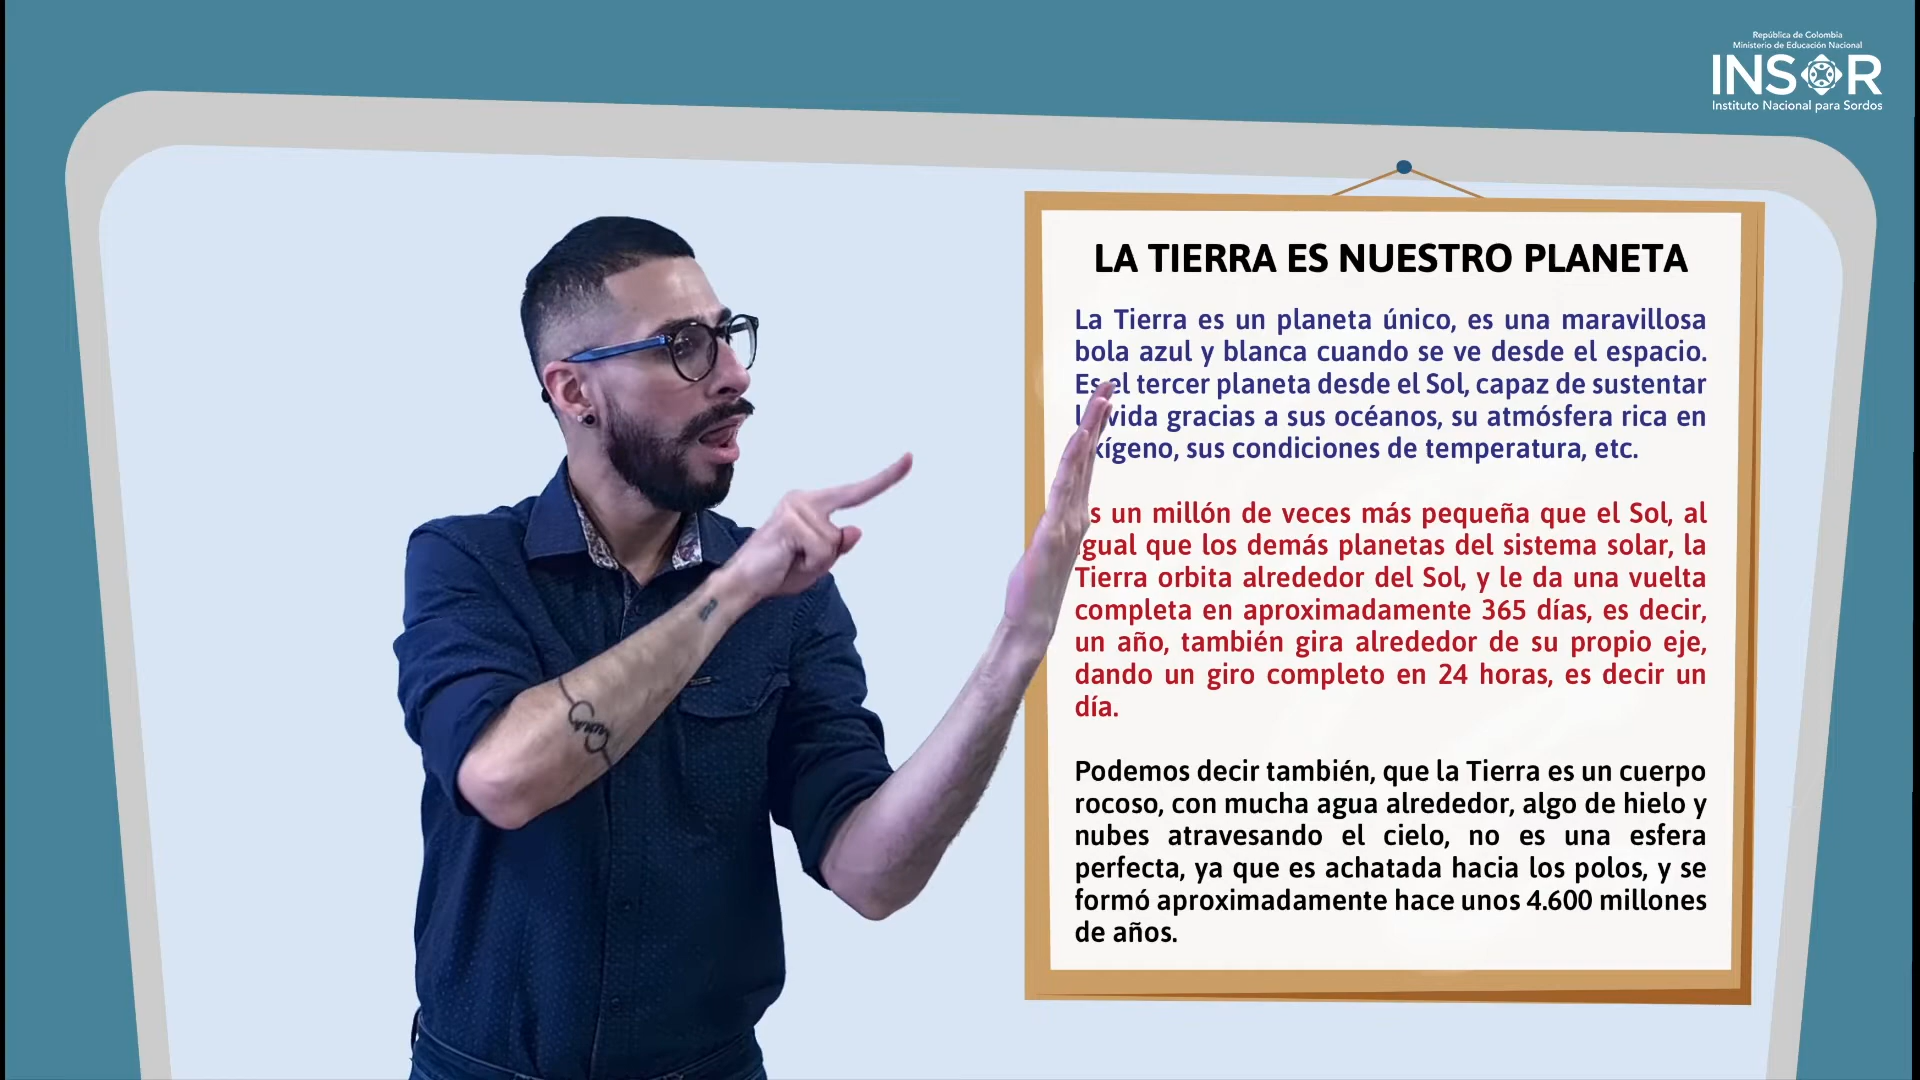 República de Colombia
Ministerio de Educación Nacional
INSOR
Instituto Nacional para Sordos
LA TIERRA ES NUESTRO PLANETA
La Tierra es un planeta único, es una maravillosa
bola azul y blanca cuando se ve desde el espacio.
Es el tercer planeta desde el Sol, capaz de sustentar
vida gracias a sus océanos, su atmósfera rica en
sus condiciones de temperatura, etc.
un millón de veces más pequeña que el Sol, al
que los demás planetas del sistema solar, la
Tierra orbita alrededor del Sol, y le da una vuelta
completa en aproximadamente 365 días, es decir,
un año, también gira alrededor de su propio eje,
dando un giro completo en 24 horas, es decir un
día.
Podemos decir también, que la Tierra es un cuerpo
rocoso, con mucha agua alrededor, algo de hielo y
nubes atravesando el cielo, no es una esfera
perfecta, ya que es achatada hacia los polos, y se
formó aproximadamente hace unos 4.600 millones
de años.